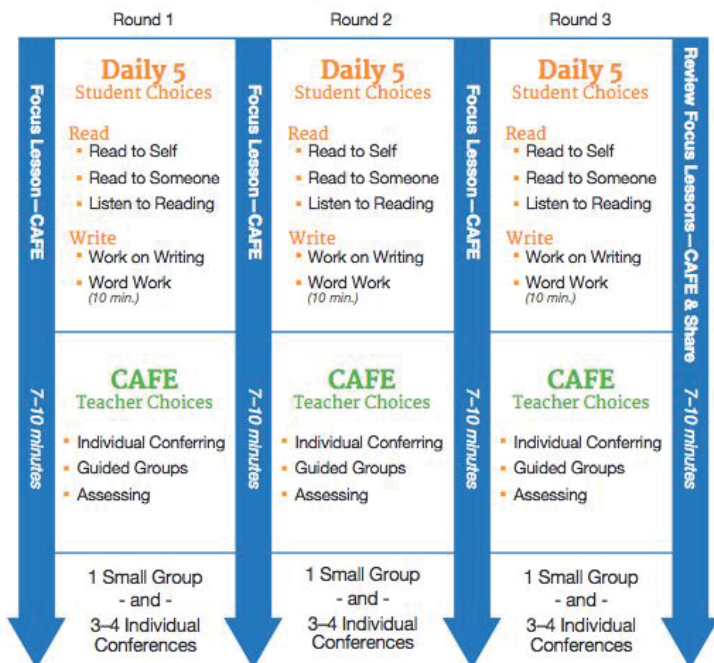 Round 1
Round 2
Round 3
Focus Lesson—CAFE
7–10 minutes
Daily 5
Student Choices
Read
▪ Read to Self
▪ Read to Someone
▪ Listen to Reading
Write
▪ Work on Writing
▪ Word Work
(10 min.)
CAFE
Teacher Choices
▪ Individual Conferring
▪ Guided Groups
▪ Assessing
1 Small Group
- and -
3–4 Individual
Conferences
Focus Lesson—CAFE
7–10 minutes
Daily 5
Student Choices
Read
▪ Read to Self
▪ Read to Someone
▪ Listen to Reading
Write
▪ Work on Writing
▪ Word Work
(10 min.)
CAFE
Teacher Choices
▪ Individual Conferring
▪ Guided Groups
▪ Assessing
1 Small Group
- and -
3–4 Individual
Conferences
Focus Lesson—CAFE
7–10 minutes
Daily 5
Student Choices
Read
▪ Read to Self
▪ Read to Someone
▪ Listen to Reading
Write
▪ Work on Writing
▪ Word Work
(10 min.)
CAFE
Teacher Choices
▪ Individual Conferring
▪ Guided Groups
▪ Assessing
1 Small Group
- and -
3–4 Individual
Conferences
Review Focus Lessons—CAFE & Share
7–10 minutes